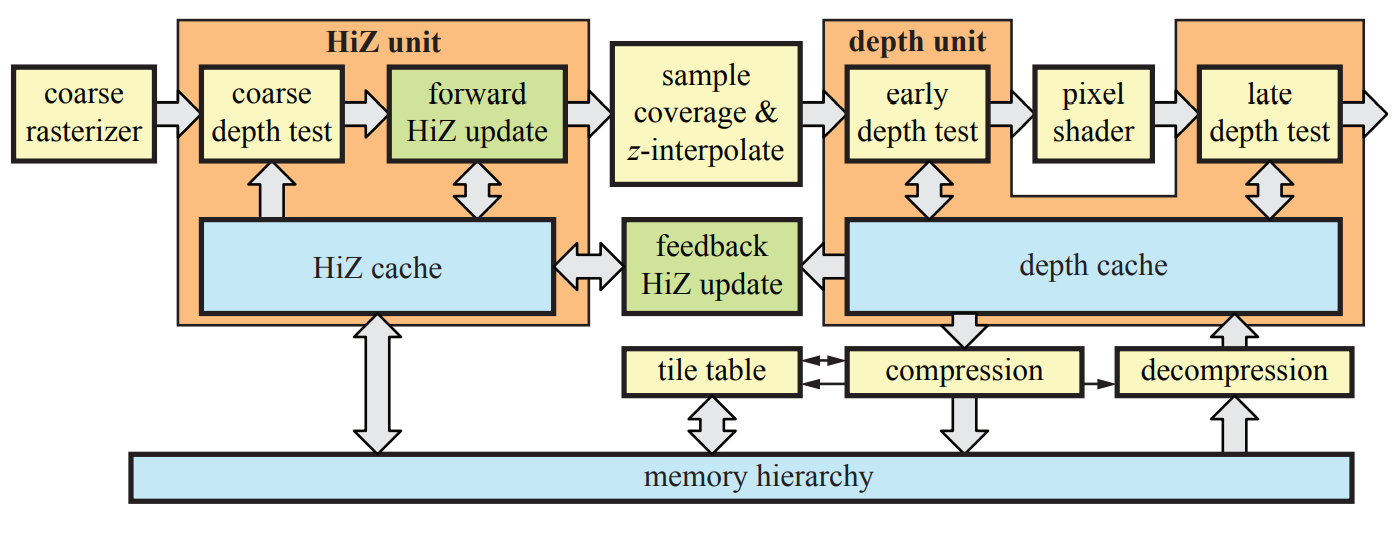 HiZ unit
depth unit
coarse
rasterizer
coarse
depth test
forward
HiZ update
sample
coverage &
z-interpolate
early
depth test
pixel
shader
late
depth test
HiZ cache
feedback
HiZ update
depth cache
tile table
compression
decompression
memory hierarchy